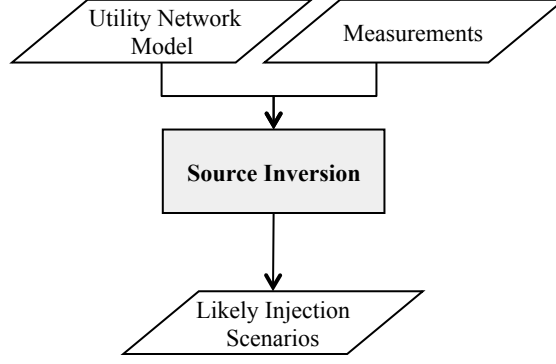 Utility Network
Model
Measurements
Source Inversion
Likely Injection
Scenarios